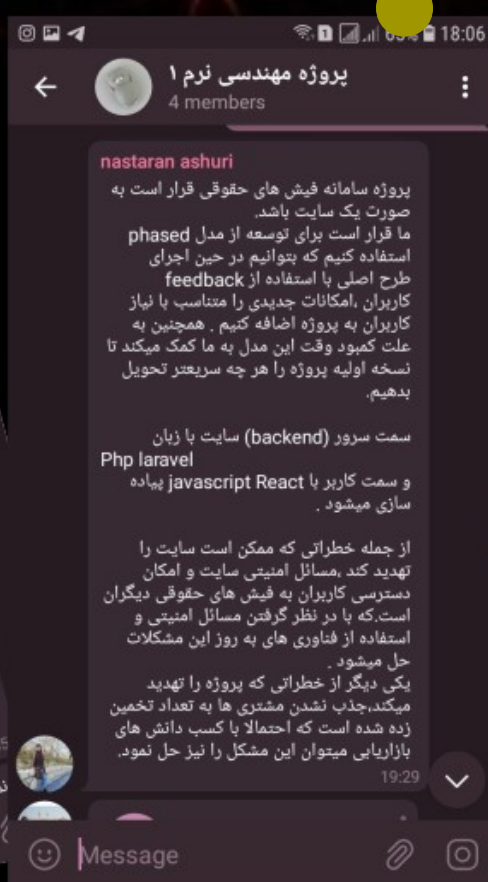 18:06
پروژه مهندسی نرم ۱
4 members
nastaran ashuri
پروژه سامانه فیش های حقوقی قرار است به
صورت یک سایت باشد.
ما قرار است برای توسعه از مدل phased
استفاده کنیم که بتوانیم در حین اجرای
طرح اصلی با استفاده از feedback
کاربران ،امکانات جدیدی را متناسب با نیاز
کاربران به پروژه اضافه کنیم . همچنین به
علت کمبود وقت این مدل به ما کمک میکند تا
نسخه اولیه پروژه را هر چه سریعتر تحویل
بدهیم.
سمت سرور (backend) سایت با زبان
Php laravel
و سمت کاربر با javascript React پیاده
سازی میشود .
از جمله خطراتی که ممکن است سایت را
تهدید کند ،مسائل امنیتی سایت و امکان
دسترسی کاربران به فیش های حقوقی دیگران
است.که با در نظر گرفتن مسائل امنیتی و
استفاده از فناوری های به روز این مشکلات
حل میشود .
یکی دیگر از خطراتی که پروژه را تهدید
میکند،جذب نشدن مشتری ها به تعداد تخمین
زده شده است که احتمالا با کسب دانش های
بازاریابی میتوان این مشکل را نیز حل نمود.
19:29
Message